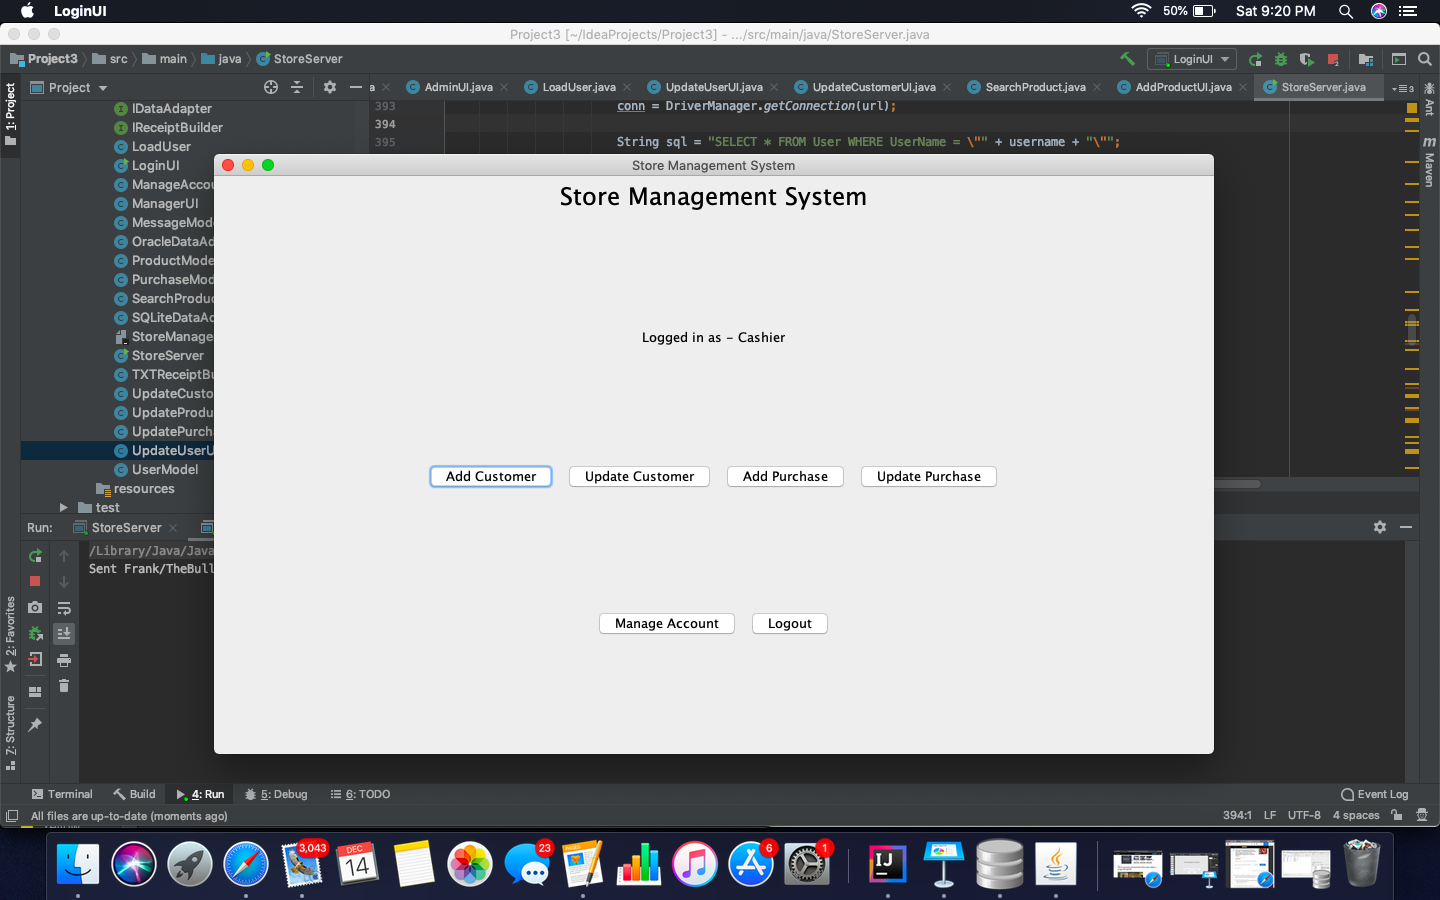 LoginUI
50%
Sat 9:20 PM
Project3 [~/IdeaProjects/Project3] - .../src/main/java/StoreServer.java
Project3
src
main
java
StoreServer
LoginUI
1: Project
Project
a
AdminUI.java
LoadUser.java
UpdateUserUI.java
UpdateCustomerUI.java
SearchProduct.java
AddProductUI.java
StoreServer.java
3
Ant
Maven
IDataAdapter
IReceiptBuilder
LoadUser
LoginUI
ManageAccou
ManagerUI
MessageMod
OracleDataAd
ProductMode
PurchaseMod
SearchProduc
SQLiteDataAd
StoreManage
StoreServer
TXTReceiptBu
UpdateCusto
UpdateProdu
UpdatePurch
UpdateUserU
UserModel
resources
test
393
conn = DriverManager.getConnection(url);
394
395
String sql = "SELECT * FROM User WHERE UserName = \"" + username + "\"";
Store Management System
Store Management System
Logged in as - Cashier
Add Customer
Update Customer
Add Purchase
Update Purchase
Manage Account
Logout
Run:
StoreServer
/Library/Java/Java
Sent Frank/TheBull
2: Favorites
7: Structure
Terminal
Build
4: Run
5: Debug
6: TODO
Event Log
All files are up-to-date (moments ago)
394:1
LF
UTF-8
4 spaces
3,043
DEC
14
23
6
1
IJ